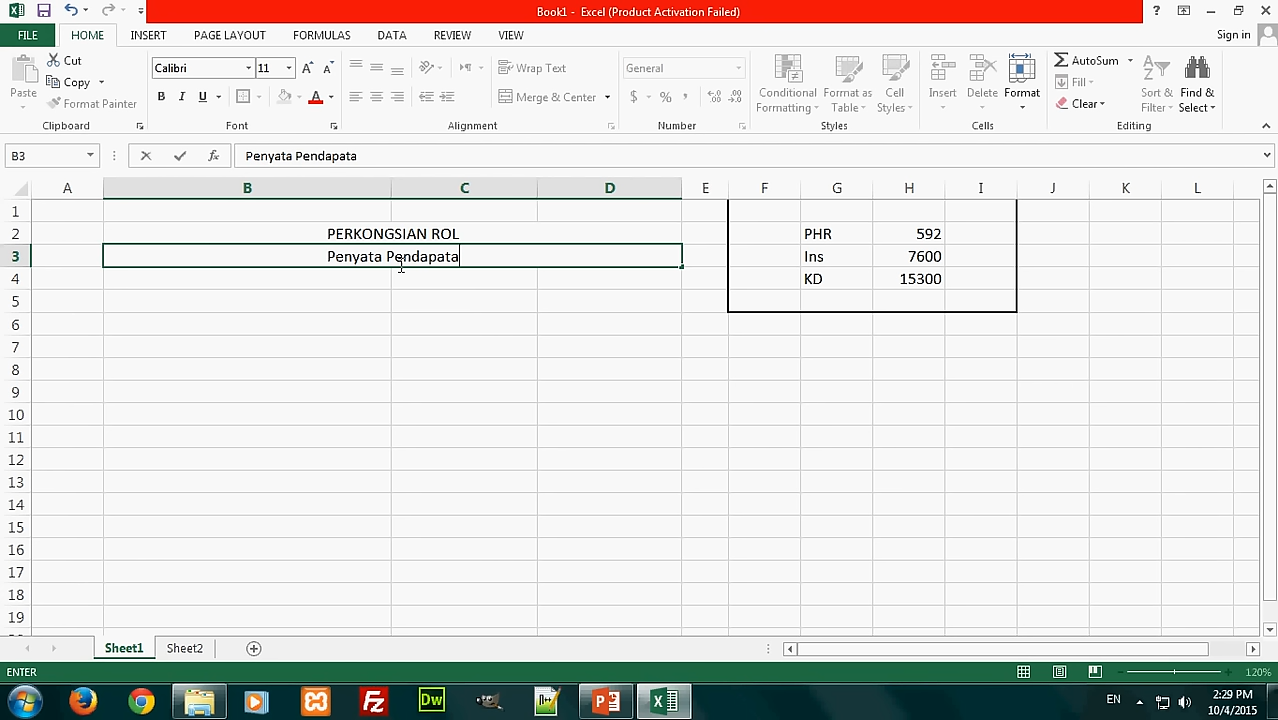 Book1 - Excel (Product Activation Failed)
FILE HOME INSERT PAGE LAYOUT FORMULAS DATA REVIEW VIEW Sign in
Cut
Copy
Format Painter
Paste
Clipboard
Calibri 11
B I U A
Font
Wrap Text
Merge & Center
Alignment
General
$ % ,
Number
Conditional Formatting
Format as Table
Cell Styles
Styles
Insert
Delete
Format
Cells
AutoSum
Fill
Clear
Sort & Filter
Find & Select
Editing
B3 fx Penyata Pendapata
A B C D E F G H I J K L
1
2 PERKONGSIAN ROL PHR 592
3 Penyata Pendapata Ins 7600
4 KD 15300
5
6
7
8
9
10
11
12
13
14
15
16
17
18
19
Sheet1 Sheet2
ENTER 120%
EN 2:29 PM
10/4/2015